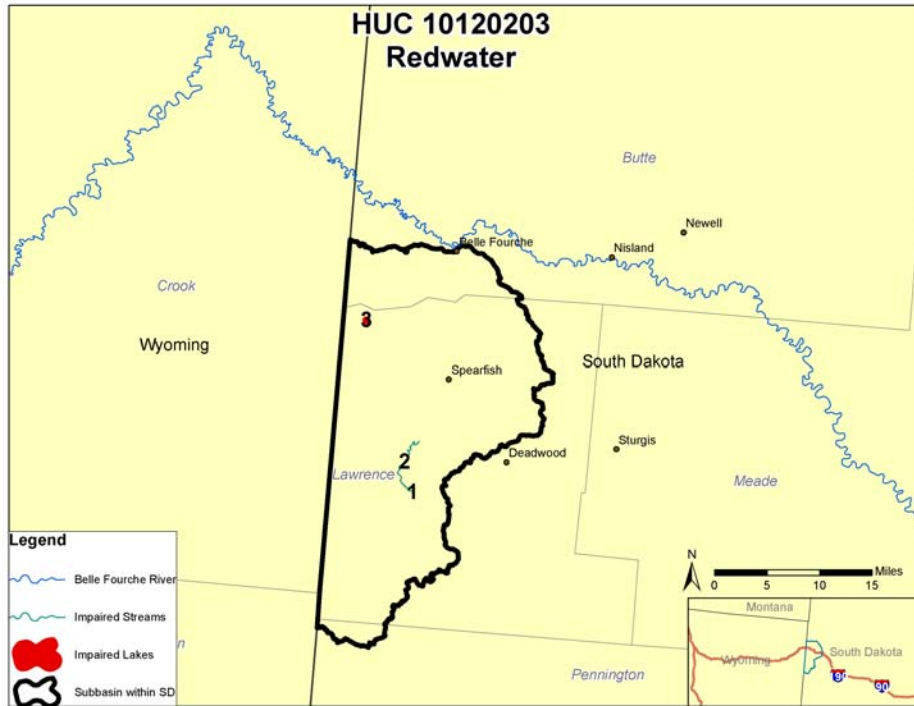 HUC 10120203
Redwater
Butte
Newell
Belle Fourche
Nisland
Crook
3
Wyoming
South Dakota
Spearfish
2
Deadwood
Sturgis
Lawrence
1
Meade
Legend
Belle Fourche River
Impaired Streams
Impaired Lakes
Subbasin within SD
N
Miles
0 5 10 15
Montana
South Dakota
Wyoming
90
90
Pennington